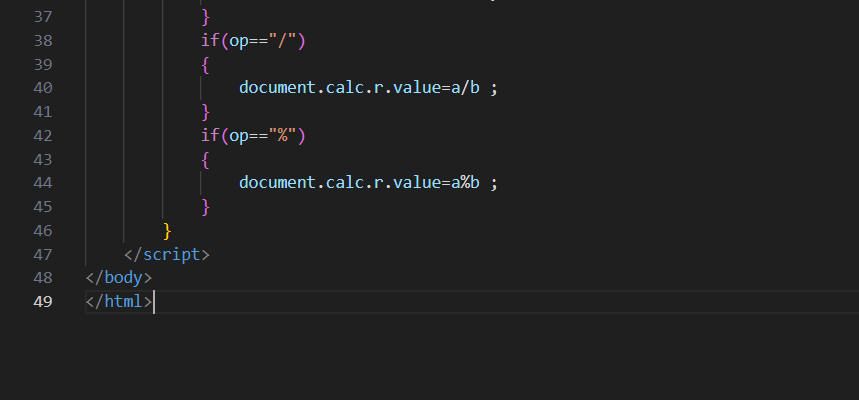 37 }
38 if(op=="/")
39 {
40 document.calc.r.value=a/b ;
41 }
42 if(op=="%")
43 {
44 document.calc.r.value=a%b ;
45 }
46 }
47 </script>
48 </body>
49 </html>